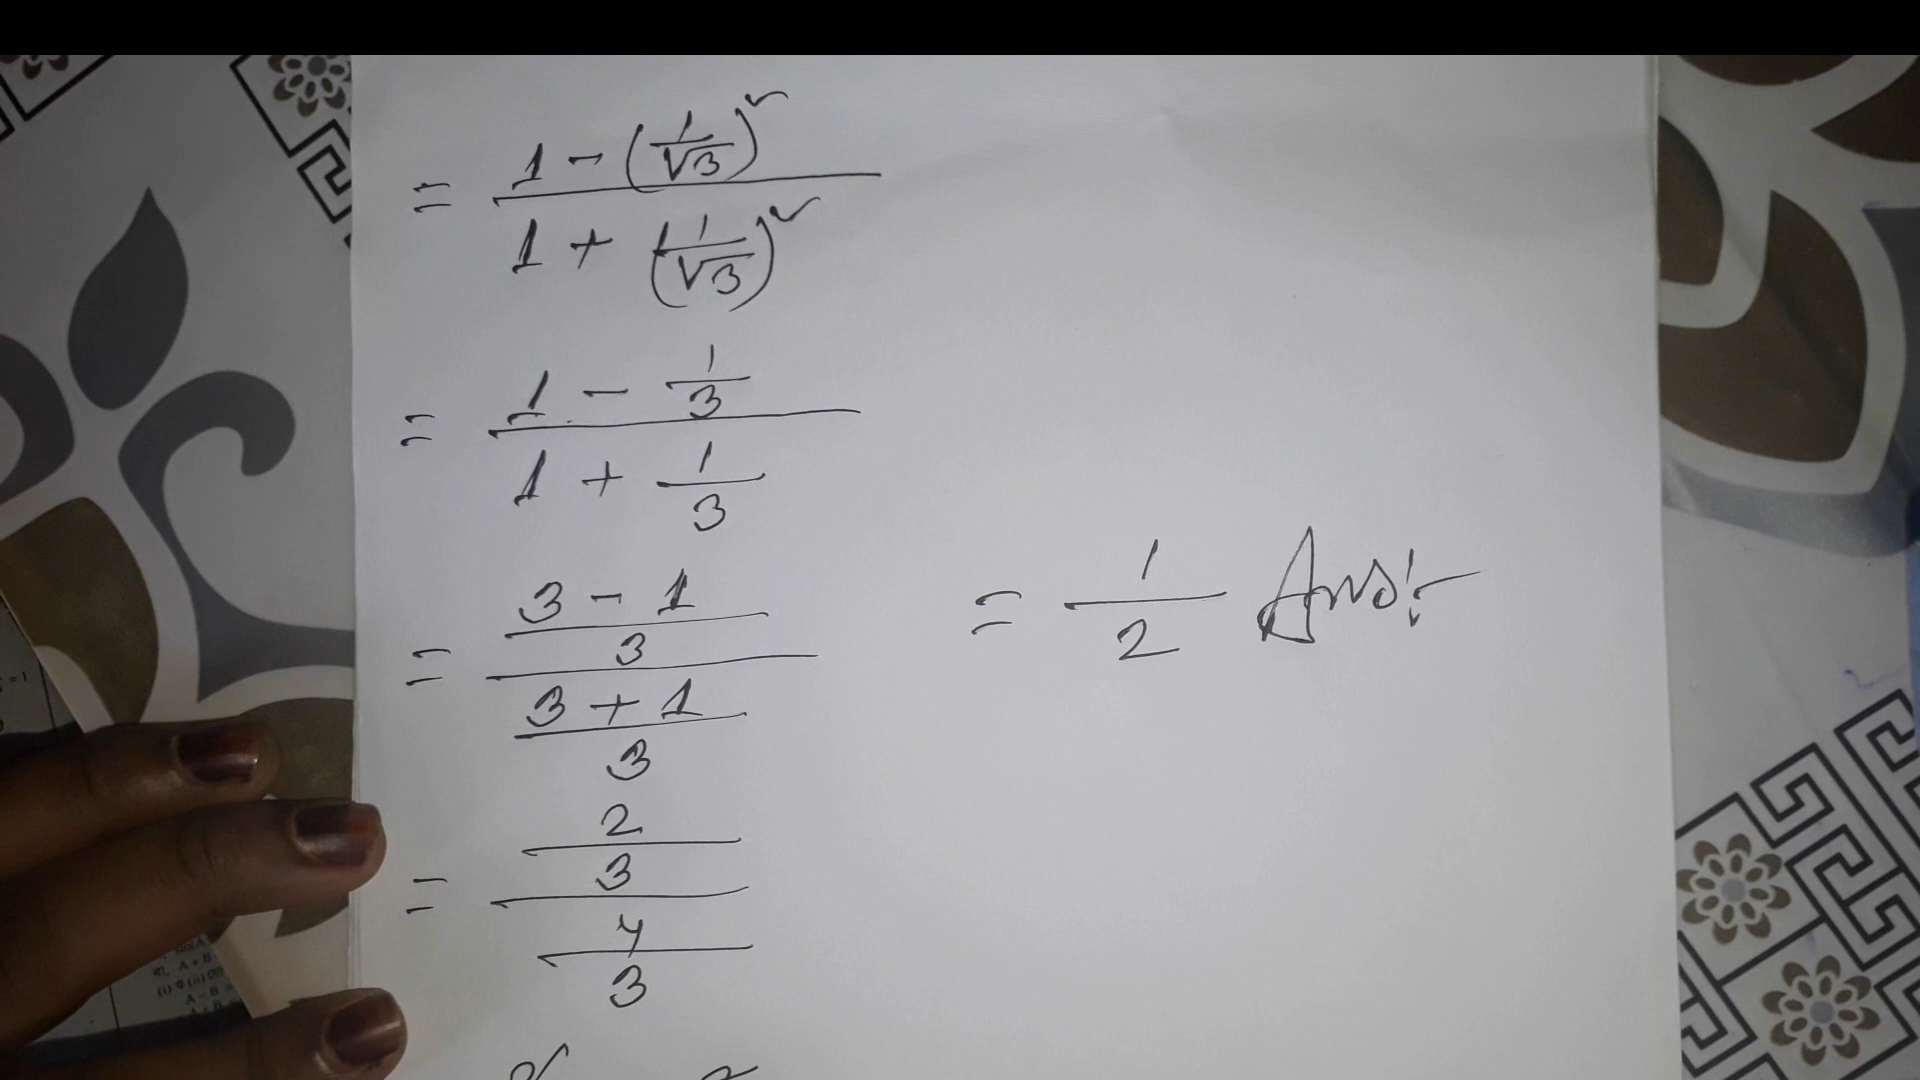 = (1 - (1/√3)²) / (1 + (1/√3)²)
= (1 - 1/3) / (1 + 1/3)
= ((3 - 1)/3) / ((3 + 1)/3)
= (2/3) / (4/3)
= 1/2 Ans:-
A + B
(i) ও (ii)
A - B =